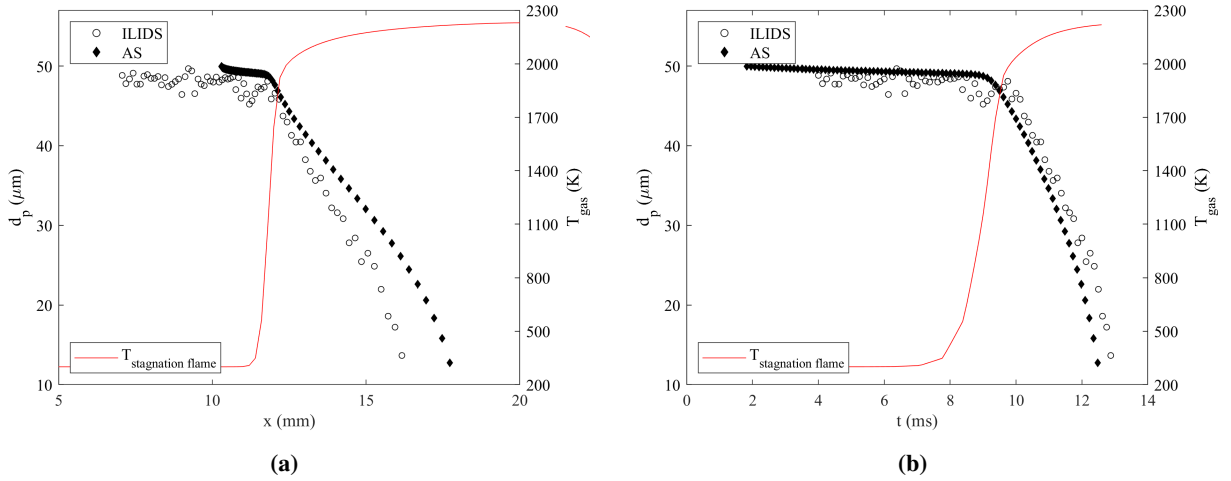 ILIDS
AS
T_stagnation flame
50
40
30
20
10
d_p (μm)
5
10
15
20
x (mm)
2300
2000
1700
1400
1100
800
500
200
T_gas (K)
(a)
ILIDS
AS
T_stagnation flame
50
40
30
20
10
d_p (μm)
0
2
4
6
8
10
12
14
t (ms)
2300
2000
1700
1400
1100
800
500
200
T_gas (K)
(b)